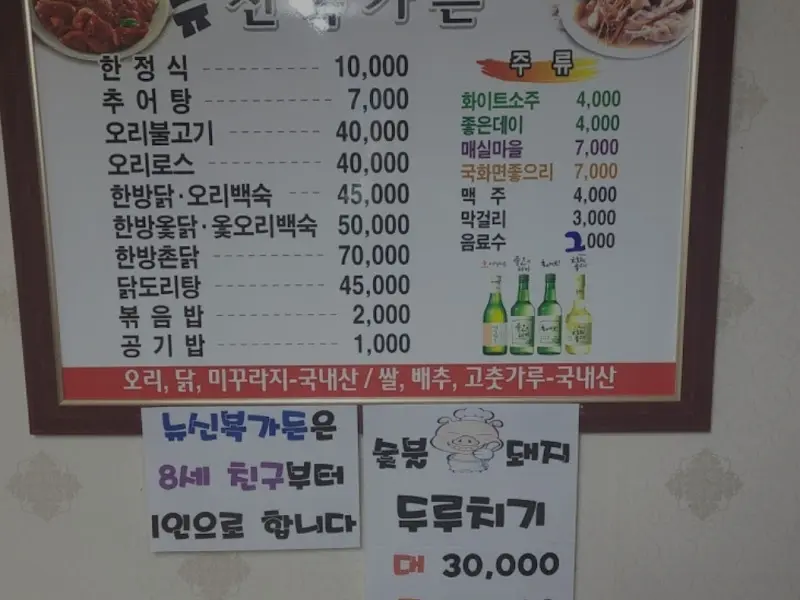 뉴 신복가든
한정식 10,000
추어탕 7,000
오리불고기 40,000
오리로스 40,000
한방닭·오리백숙 45,000
한방옻닭·옻오리백숙 50,000
한방촌닭 70,000
닭도리탕 45,000
볶음밥 2,000
공기밥 1,000
주류
화이트소주 4,000
좋은데이 4,000
매실마을 7,000
국화면좋으리 7,000
맥주 4,000
막걸리 3,000
음료수 2,000
오리, 닭, 미꾸라지-국내산 / 쌀, 배추, 고춧가루-국내산
뉴신복가든은
8세 친구부터
1인으로 합니다
숯불 돼지
두루치기
대 30,000